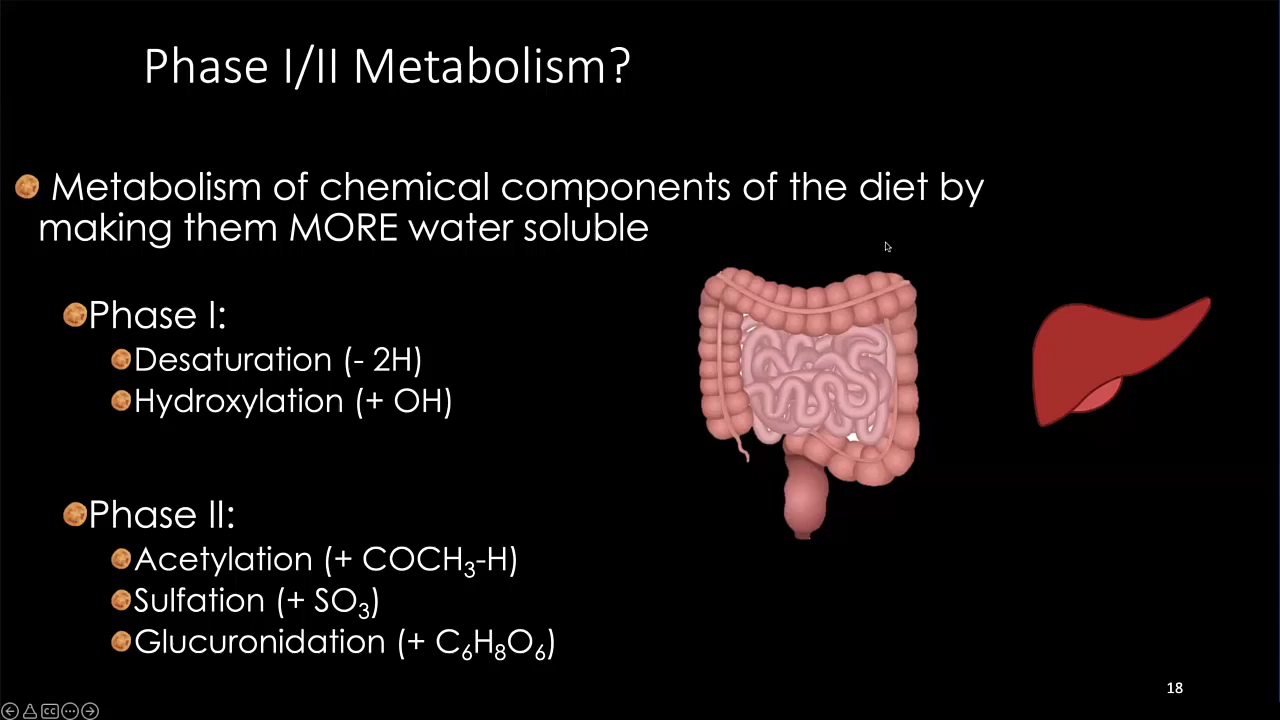 Phase I/II Metabolism?
Metabolism of chemical components of the diet by
making them MORE water soluble
Phase I:
Desaturation (- 2H)
Hydroxylation (+ OH)
Phase II:
Acetylation (+ COCH₃-H)
Sulfation (+ SO₃)
Glucuronidation (+ C₆H₈O₆)
18
CC